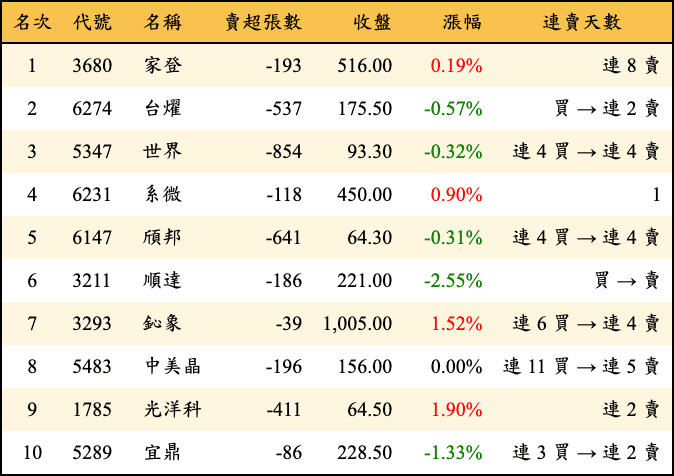 名次 代號 名稱 賣超張數 收盤 漲幅 連賣天數
1 3680 家登 -193 516.00 0.19% 連 8 賣
2 6274 台燿 -537 175.50 -0.57% 買 → 連 2 賣
3 5347 世界 -854 93.30 -0.32% 連 4 買 → 連 4 賣
4 6231 系微 -118 450.00 0.90% 1
5 6147 頎邦 -641 64.30 -0.31% 連 4 買 → 連 4 賣
6 3211 順達 -186 221.00 -2.55% 買 → 賣
7 3293 鈊象 -39 1,005.00 1.52% 連 6 買 → 連 4 賣
8 5483 中美晶 -196 156.00 0.00% 連 11 買 → 連 5 賣
9 1785 光洋科 -411 64.50 1.90% 連 2 賣
10 5289 宜鼎 -86 228.50 -1.33% 連 3 買 → 連 2 賣